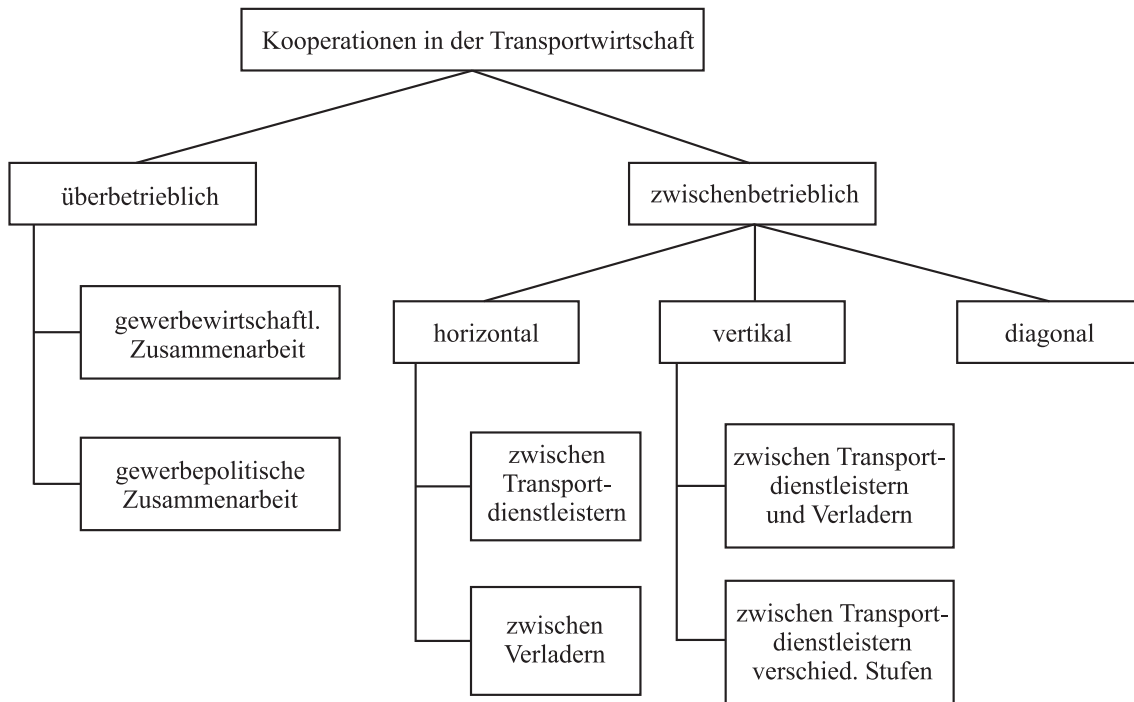 Kooperationen in der Transportwirtschaft
überbetrieblich
zwischenbetrieblich
gewerbewirtschaftl.
Zusammenarbeit
gewerbepolitische
Zusammenarbeit
horizontal
vertikal
diagonal
zwischen
Transport-
dienstleistern
zwischen
Verladern
zwischen Transport-
dienstleistern
und Verladern
zwischen Transport-
dienstleistern
verschied. Stufen